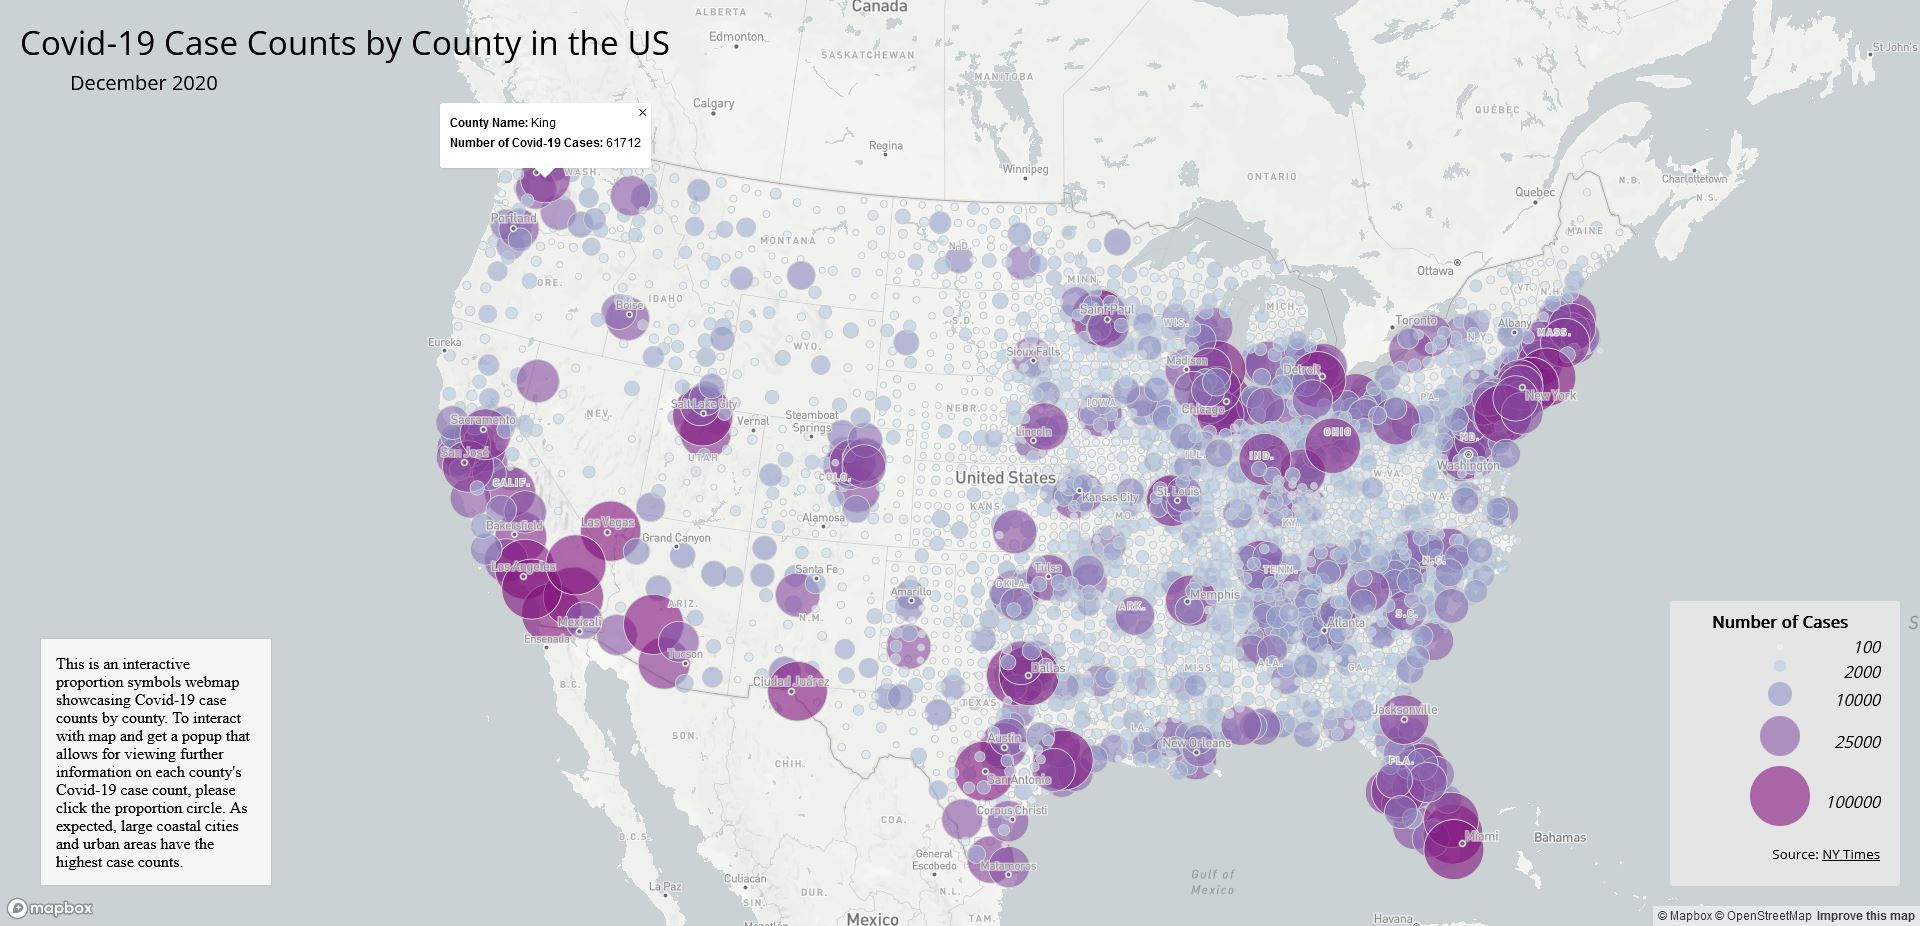 Covid-19 Case Counts by County in the US
December 2020
County Name: King
Number of Covid-19 Cases: 61712
×
Canada
ALBERTA
Edmonton
SASKATCHEWAN
MANITOBA
Calgary
Regina
Winnipeg
ONTARIO
QUÉBEC
St John's
Quebec
N.B.
Charlottetown
N.S.
MAINE
Ottawa
Toronto
WASH.
Portland
MONTANA
N.D.
MINN.
Saint Paul
ORE.
IDAHO
Boise
S.D.
WIS.
MICH.
VT.
N.H.
Albany
MASS.
N.Y.
Eureka
WYO.
Sioux Falls
Madison
Detroit
Chicago
IOWA
PA.
New York
Sacramento
NEV.
Salt Lake City
Vernal
Steamboat
Springs
NEBR.
Lincoln
OHIO
MD.
San José
UTAH
COLO.
United States
ILL.
IND.
Washington
CALIF.
Kansas City
St. Louis
W.VA.
VA.
KANS.
MO.
KY.
Bakersfield
Las Vegas
Alamosa
Grand Canyon
Los Angeles
Santa Fe
Tulsa
OKLA.
TENN.
N.C.
Amarillo
ARIZ.
N.M.
ARK.
Memphis
S.C.
Mexicali
Ensenada
Atlanta
Tucson
Dallas
MISS.
ALA.
GA.
B.C.
Ciudad Juárez
TEXAS
LA.
Jacksonville
SON.
Austin
New Orleans
CHIH.
San Antonio
FLA.
Corpus Christi
COA.
B.C.S.
Miami
Bahamas
General
Escobedo
Matamoros
Gulf of
Mexico
La Paz
Culiacán
SIN.
DUR.
N.L.
Mexico
TAM.
Havana
This is an interactive
proportion symbols webmap
showcasing Covid-19 case
counts by county. To interact
with map and get a popup that
allows for viewing further
information on each county's
Covid-19 case count, please
click the proportion circle. As
expected, large coastal cities
and urban areas have the
highest case counts.
Number of Cases
100
2000
10000
25000
100000
Source: NY Times
mapbox
© Mapbox © OpenStreetMap Improve this map